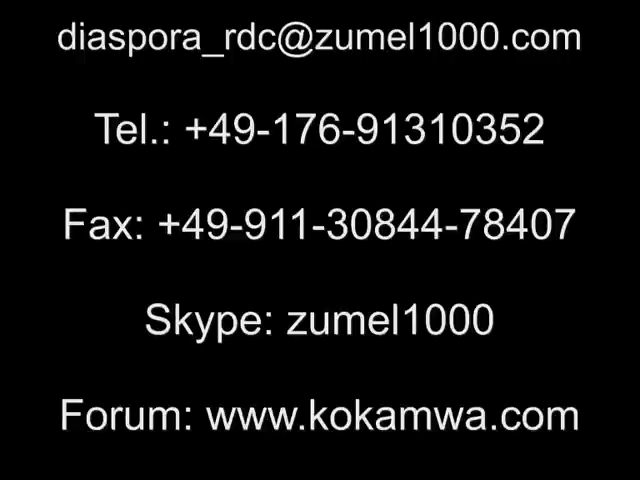 diaspora_rdc@zumel1000.com
Tel.: +49-176-91310352
Fax: +49-911-30844-78407
Skype: zumel1000
Forum: www.kokamwa.com